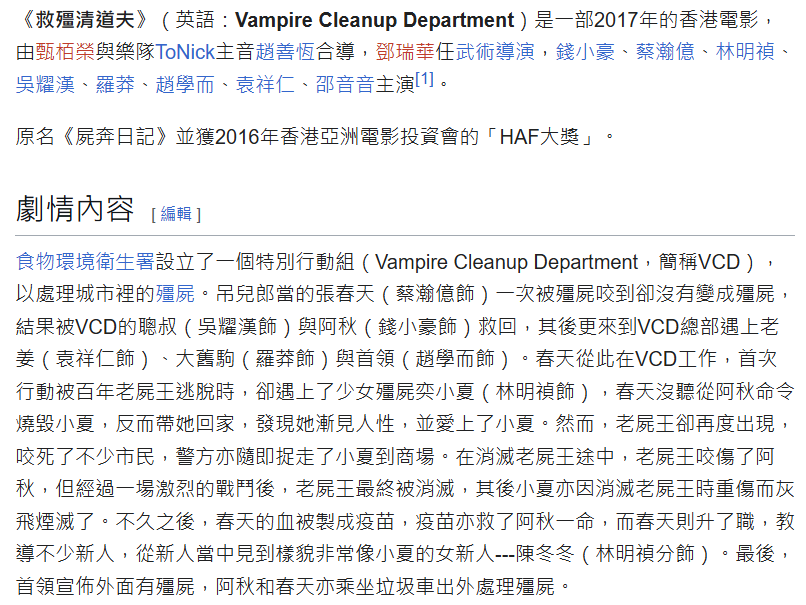 《救殭清道夫》（英語：Vampire Cleanup Department）是一部2017年的香港電影，
由甄栢榮與樂隊ToNick主音趙善恆合導，鄧瑞華任武術導演，錢小豪、蔡瀚億、林明禎、
吳耀漢、羅莽、趙學而、袁祥仁、邵音音主演[1]。
原名《屍奔日記》並獲2016年香港亞洲電影投資會的「HAF大獎」。
劇情內容 [編輯]
食物環境衛生署設立了一個特別行動組（Vampire Cleanup Department，簡稱VCD），
以處理城市裡的殭屍。吊兒郎當的張春天（蔡瀚億飾）一次被殭屍咬到卻沒有變成殭屍，
結果被VCD的聰叔（吳耀漢飾）與阿秋（錢小豪飾）救回，其後更來到VCD總部遇上老
姜（袁祥仁飾）、大舊駒（羅莽飾）與首領（趙學而飾）。春天從此在VCD工作，首次
行動被百年老屍王逃脫時，卻遇上了少女殭屍奕小夏（林明禎飾），春天沒聽從阿秋命令
燒毀小夏，反而帶她回家，發現她漸見人性，並愛上了小夏。然而，老屍王卻再度出現，
咬死了不少市民，警方亦隨即捉走了小夏到商場。在消滅老屍王途中，老屍王咬傷了阿
秋，但經過一場激烈的戰鬥後，老屍王最終被消滅，其後小夏亦因消滅老屍王時重傷而灰
飛煙滅了。不久之後，春天的血被製成疫苗，疫苗亦救了阿秋一命，而春天則升了職，教
導不少新人，從新人當中見到樣貌非常像小夏的女新人---陳冬冬（林明禎分飾）。最後，
首領宣佈外面有殭屍，阿秋和春天亦乘坐垃圾車出外處理殭屍。